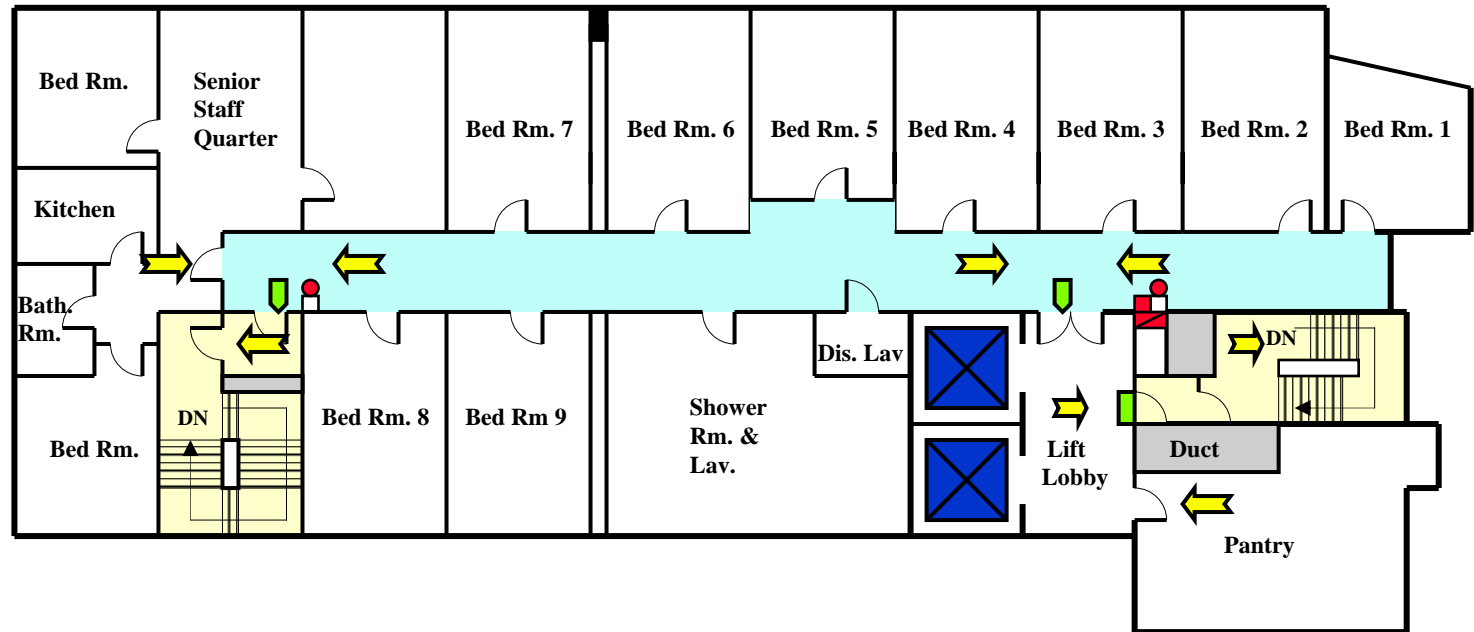 Bed Rm.
Senior
Staff
Quarter
Bed Rm. 7
Bed Rm. 6
Bed Rm. 5
Bed Rm. 4
Bed Rm. 3
Bed Rm. 2
Bed Rm. 1
Kitchen
Bath.
Rm.
DN
Dis. Lav
DN
Bed Rm. 8
Bed Rm 9
Shower
Rm. &
Lav.
Bed Rm.
Lift
Lobby
Duct
Pantry